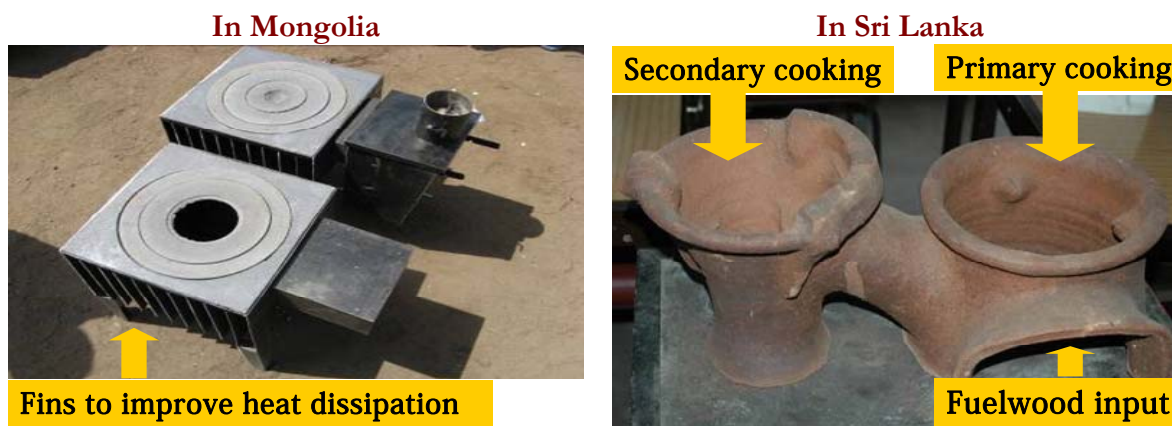 In Mongolia
In Sri Lanka
Secondary cooking
Primary cooking
Fins to improve heat dissipation
Fuelwood input